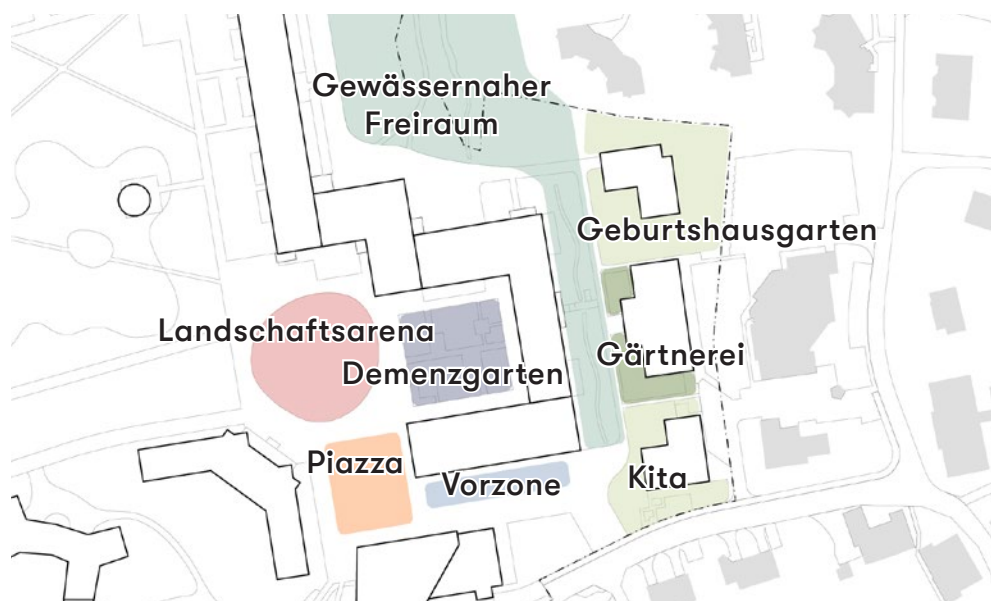 Gewässernaher
Freiraum
Geburtshausgarten
Landschaftsarena
Gärtnerei
Demenzgarten
Piazza
Vorzone
Kita